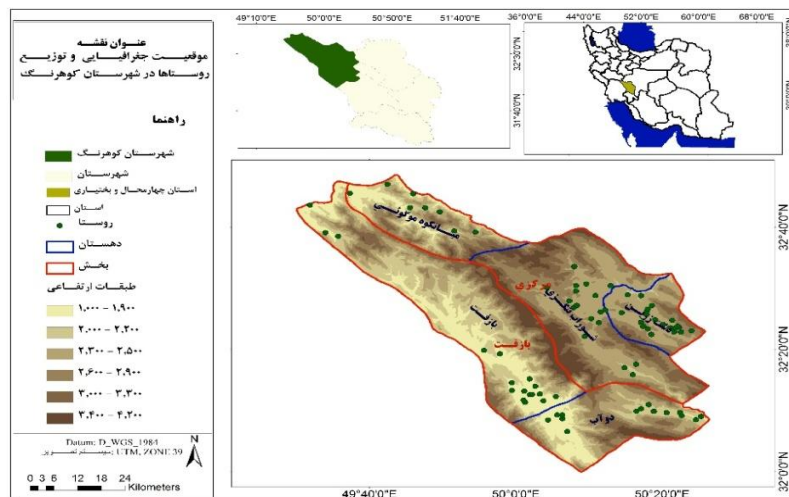 عنوان نقشه
موقعیت جغرافیایی و توزیع
روستاها در شهرستان کوهرنگ
راهنما
شهرستان کوهرنگ
شهرستان
استان چهارمحال و بختیاری
استان
روستا
دهستان
بخش
طبقات ارتفاعی
۱,۰۰۰ - ۱,۹۰۰
۲,۰۰۰ - ۲,۲۰۰
۲,۳۰۰ - ۲,۵۰۰
۲,۶۰۰ - ۲,۹۰۰
۳,۰۰۰ - ۳,۳۰۰
۳,۴۰۰ - ۴,۲۰۰
Datum: D_WGS_1984
سیستم تصویر: UTM, ZONE 39
N
0 3 6 12 18 24
Kilometers
49°10'0"E 50°0'0"E 50°50'0"E 51°40'0"E
32°30'0"N
31°40'0"N
36°0'0"E 44°0'0"E 52°0'0"E 60°0'0"E 68°0'0"E
میانکوه موگوئی
مرکزی
بازفت
بازفت
دوآب
32°40'0"N
32°20'0"N
32°0'0"N
49°40'0"E 50°0'0"E 50°20'0"E